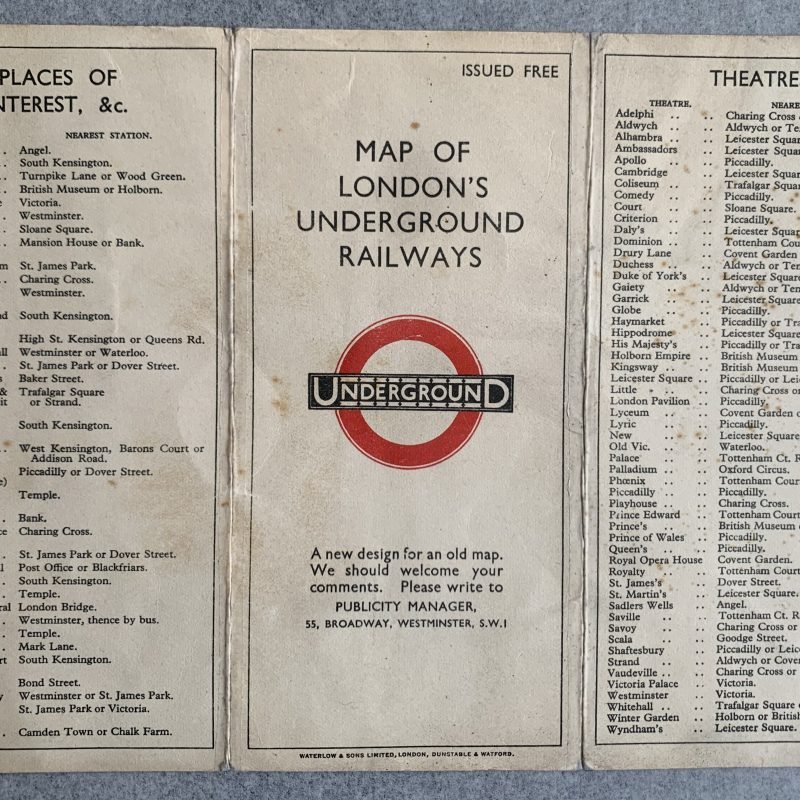 PLACES OF
NTEREST, &c.
NEAREST STATION.
Angel.
South Kensington.
Turnpike Lane or Wood Green.
British Museum or Holborn.
Victoria.
Westminster.
Sloane Square.
Mansion House or Bank.
St. James Park.
Charing Cross.
Westminster.
South Kensington.
High St. Kensington or Queens Rd.
Westminster or Waterloo.
St. James Park or Dover Street.
Baker Street.
& Trafalgar Square
or Strand.
South Kensington.
West Kensington, Barons Court or
Addison Road.
Piccadilly or Dover Street.
Temple.
Bank.
Charing Cross.
St. James Park or Dover Street.
Post Office or Blackfriars.
South Kensington.
Temple.
London Bridge.
Westminster, thence by bus.
Temple.
Mark Lane.
South Kensington.
Bond Street.
Westminster or St. James Park.
St. James Park or Victoria.
Camden Town or Chalk Farm.
ISSUED FREE
MAP OF
LONDON'S
UNDERGROUND
RAILWAYS
UNDERGROUND
A new design for an old map.
We should welcome your
comments. Please write to
PUBLICITY MANAGER,
55, BROADWAY, WESTMINSTER, S.W.1
WATERLOW & SONS LIMITED, LONDON, DUNSTABLE & WATFORD.
THEATRE
THEATRE. NEARE
Adelphi .. .. Charing Cross
Aldwych .. .. Aldwych or Te
Alhambra .. .. Leicester Squa
Ambassadors .. Leicester Squar
Apollo .. .. Piccadilly.
Cambridge .. Leicester Squa
Coliseum .. .. Trafalgar Squa
Comedy .. .. Piccadilly.
Court .. .. Sloane Square.
Criterion .. .. Piccadilly.
Daly's .. .. Leicester Squa
Dominion .. .. Tottenham Cou
Drury Lane .. Covent Garden
Duchess .. .. Aldwych or Tem
Duke of York's .. Leicester Square
Gaiety .. .. Aldwych or Tem
Garrick .. .. Leicester Square
Globe .. .. Piccadilly.
Haymarket .. Piccadilly or Tra
Hippodrome .. Leicester Square
His Majesty's .. Piccadilly or Tra
Holborn Empire .. British Museum
Kingsway .. .. British Museum
Leicester Square .. Piccadilly or Lei
Little .. .. Charing Cross or
London Pavilion .. Piccadilly.
Lyceum .. .. Covent Garden o
Lyric .. .. Piccadilly.
New .. .. Leicester Square
Old Vic. .. .. Waterloo.
Palace .. .. Tottenham Ct. R
Palladium .. .. Oxford Circus.
Phœnix .. .. Tottenham Court
Piccadilly .. .. Piccadilly.
Playhouse .. .. Charing Cross.
Prince Edward .. Tottenham Court
Prince's .. .. British Museum
Prince of Wales .. Piccadilly.
Queen's .. .. Piccadilly.
Royal Opera House Covent Garden.
Royalty .. .. Tottenham Court
St. James's .. Dover Street.
St. Martin's .. Leicester Square.
Sadlers Wells .. Angel.
Saville .. .. Tottenham Ct. R
Savoy .. .. Charing Cross or
Scala .. .. Goodge Street.
Shaftesbury .. Piccadilly or Leic
Strand .. .. Aldwych or Cove
Vaudeville .. .. Charing Cross or
Victoria Palace .. Victoria.
Westminster .. Victoria.
Whitehall .. .. Trafalgar Square
Winter Garden .. Holborn or British
Wyndham's .. Leicester Square.